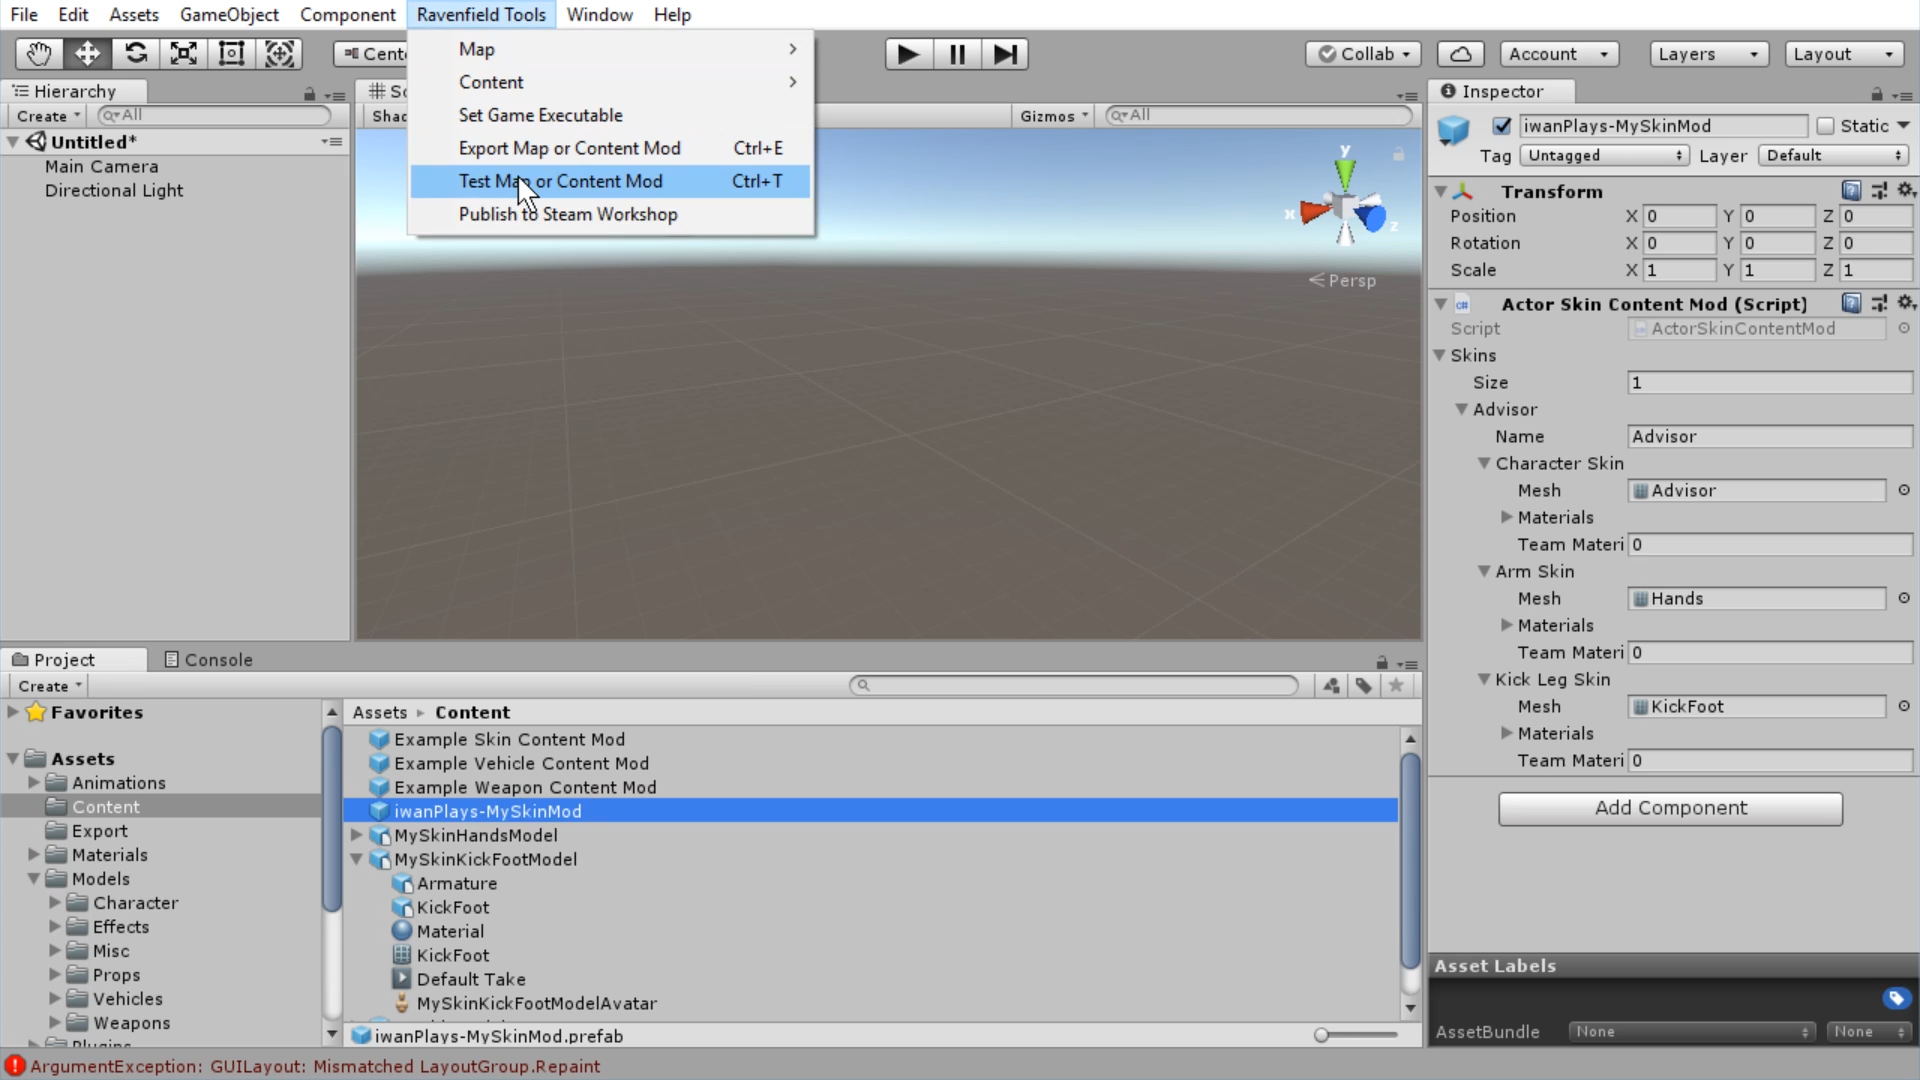 File Edit Assets GameObject Component Ravenfield Tools Window Help
Cente
Collab Account Layers Layout
Map
Content
Set Game Executable
Export Map or Content Mod Ctrl+E
Test Map or Content Mod Ctrl+T
Publish to Steam Workshop
Hierarchy
Create All
Untitled*
Main Camera
Directional Light
Sc
Shac
Gizmos All
y
x
z
Persp
Inspector
iwanPlays-MySkinMod Static
Tag Untagged Layer Default
Transform
Position X 0 Y 0 Z 0
Rotation X 0 Y 0 Z 0
Scale X 1 Y 1 Z 1
Actor Skin Content Mod (Script)
Script ActorSkinContentMod
Skins
Size 1
Advisor
Name Advisor
Character Skin
Mesh Advisor
Materials
Team Materi 0
Arm Skin
Mesh Hands
Materials
Team Materi 0
Kick Leg Skin
Mesh KickFoot
Materials
Team Materi 0
Add Component
Asset Labels
AssetBundle None None
Project Console
Create
Favorites
Assets
Animations
Content
Export
Materials
Models
Character
Effects
Misc
Props
Vehicles
Weapons
Plugins
Assets Content
Example Skin Content Mod
Example Vehicle Content Mod
Example Weapon Content Mod
iwanPlays-MySkinMod
MySkinHandsModel
MySkinKickFootModel
Armature
KickFoot
Material
KickFoot
Default Take
MySkinKickFootModelAvatar
iwanPlays-MySkinMod.prefab
ArgumentException: GUILayout: Mismatched LayoutGroup.Repaint